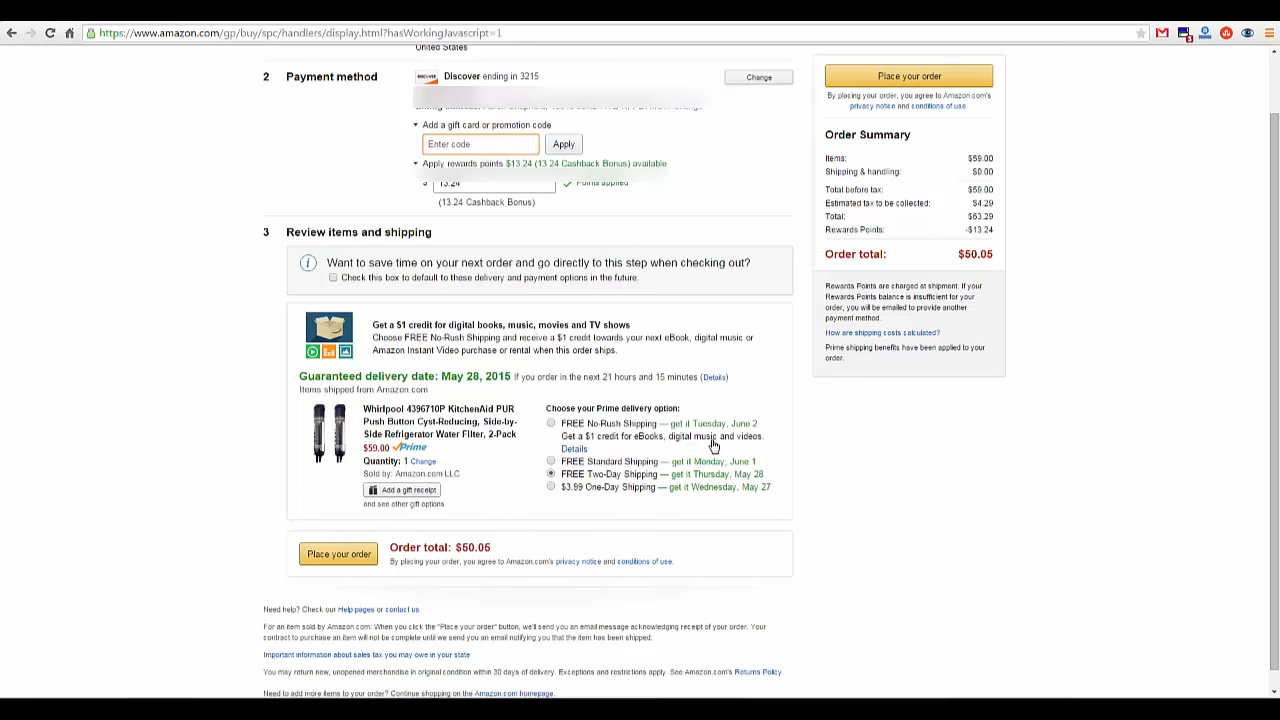 https://www.amazon.com/gp/buy/spc/handlers/display.html?hasWorkingJavascript=1
United States
2 Payment method
DISCOVER Discover ending in 3215
Change
Add a gift card or promotion code
Enter code
Apply
Apply rewards points $13.24 (13.24 Cashback Bonus) available
$ 13.24 Points applied
(13.24 Cashback Bonus)
3 Review items and shipping
Want to save time on your next order and go directly to this step when checking out?
Check this box to default to these delivery and payment options in the future.
Get a $1 credit for digital books, music, movies and TV shows
Choose FREE No-Rush Shipping and receive a $1 credit towards your next eBook, digital music or
Amazon Instant Video purchase or rental when this order ships.
Guaranteed delivery date: May 28, 2015 If you order in the next 21 hours and 15 minutes (Details)
Items shipped from Amazon.com
Whirlpool 4396710P KitchenAid PUR
Push Button Cyst-Reducing, Side-by-
Side Refrigerator Water Filter, 2-Pack
$59.00 Prime
Quantity: 1 Change
Sold by: Amazon.com LLC
Add a gift receipt
and see other gift options
Choose your Prime delivery option:
FREE No-Rush Shipping — get it Tuesday, June 2
Get a $1 credit for eBooks, digital music and videos.
Details
FREE Standard Shipping — get it Monday, June 1
FREE Two-Day Shipping — get it Thursday, May 28
$3.99 One-Day Shipping — get it Wednesday, May 27
Place your order
Order total: $50.05
By placing your order, you agree to Amazon.com's privacy notice and conditions of use.
Need help? Check our Help pages or contact us
For an item sold by Amazon.com: When you click the "Place your order" button, we'll send you an email message acknowledging receipt of your order. Your
contract to purchase an item will not be complete until we send you an email notifying you that the item has been shipped.
Important information about sales tax you may owe in your state
You may return new, unopened merchandise in original condition within 30 days of delivery. Exceptions and restrictions apply. See Amazon.com's Returns Policy
Need to add more items to your order? Continue shopping on the Amazon.com homepage.
Place your order
By placing your order, you agree to Amazon.com's
privacy notice and conditions of use.
Order Summary
Items: $59.00
Shipping & handling: $0.00
Total before tax: $59.00
Estimated tax to be collected: $4.29
Total: $63.29
Rewards Points: -$13.24
Order total: $50.05
Rewards Points are charged at shipment. If your
Rewards Points balance is insufficient for your
order, you will be emailed to provide another
payment method.
How are shipping costs calculated?
Prime shipping benefits have been applied to your
order.